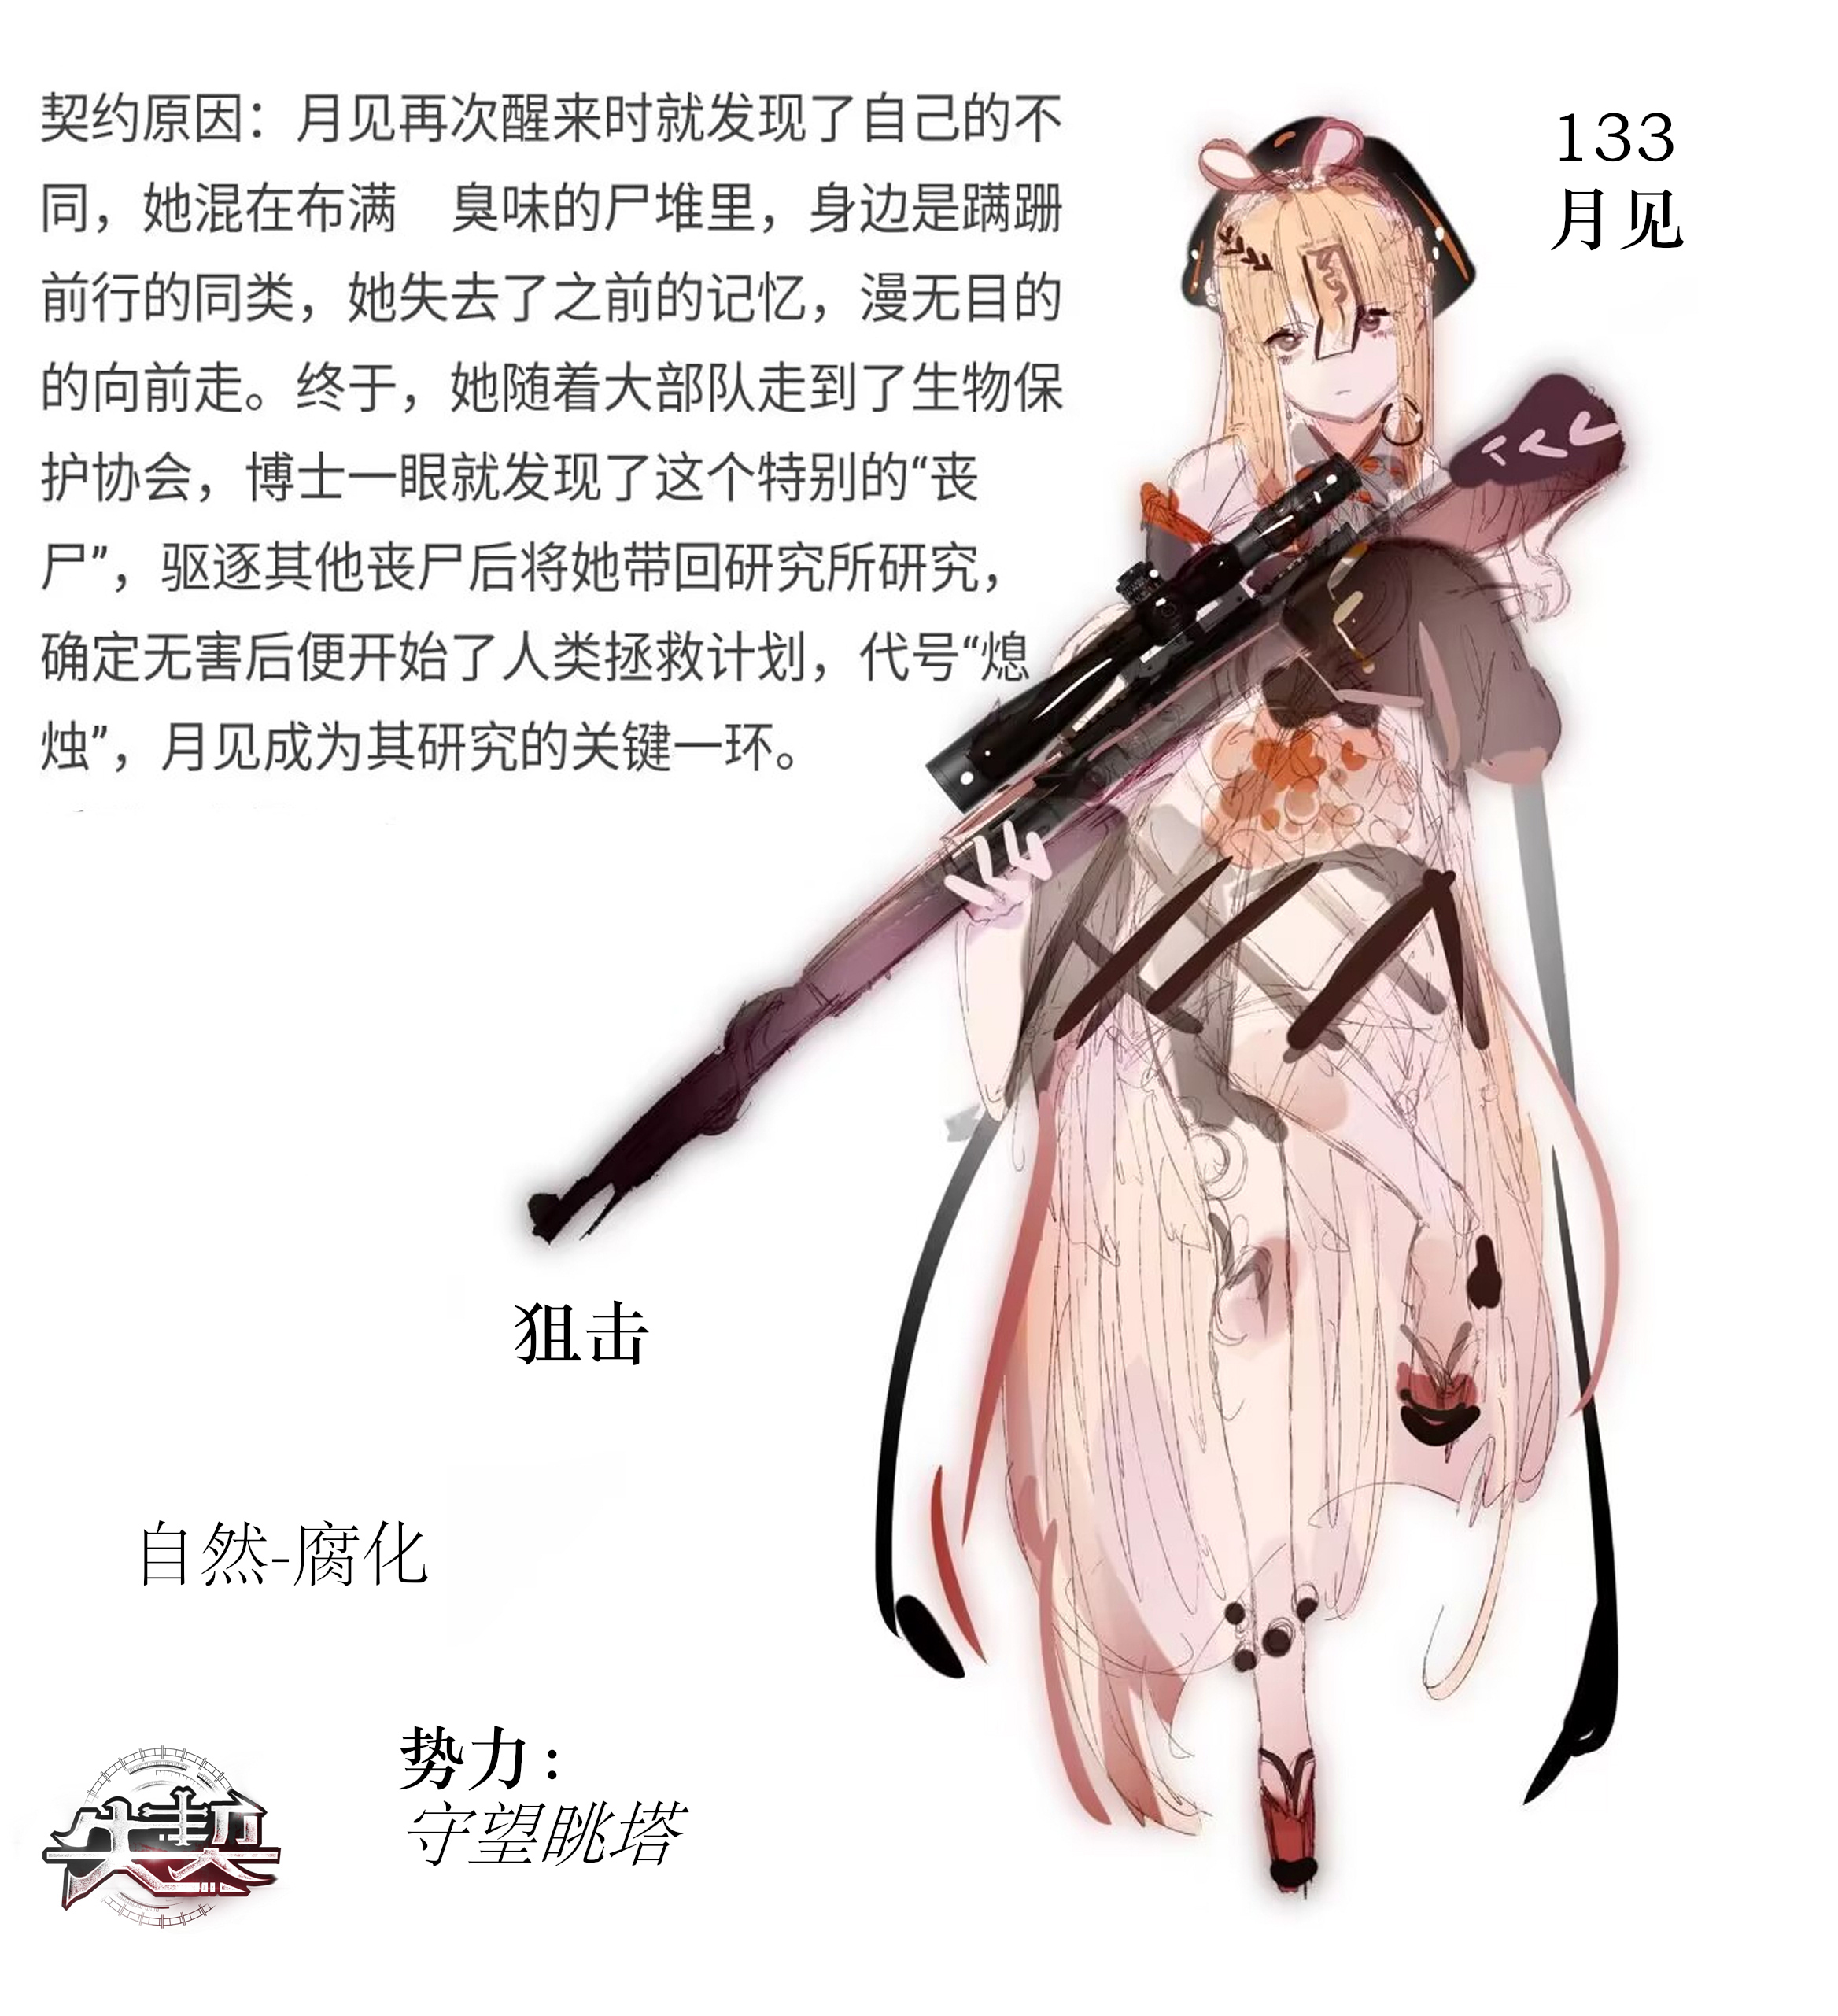 契约原因：月见再次醒来时就发现了自己的不
同，她混在布满　臭味的尸堆里，身边是蹒跚
前行的同类，她失去了之前的记忆，漫无目的
的向前走。终于，她随着大部队走到了生物保
护协会，博士一眼就发现了这个特别的“丧
尸”，驱逐其他丧尸后将她带回研究所研究，
确定无害后便开始了人类拯救计划，代号“熄
烛”，月见成为其研究的关键一环。
133
月见
狙击
自然-腐化
势力：
守望眺塔
失契